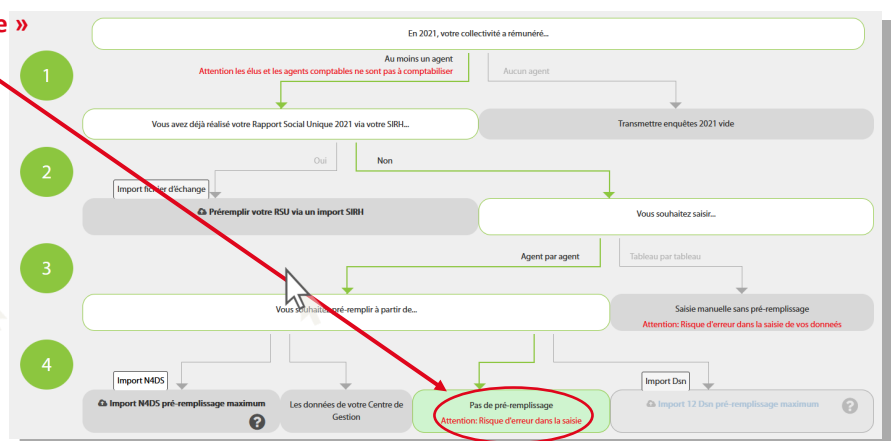 e »
En 2021, votre collectivité a rémunéré...
1
Au moins un agent
Attention les élus et les agents comptables ne sont pas à comptabiliser
Aucun agent
Vous avez déjà réalisé votre Rapport Social Unique 2021 via votre SIRH...
Transmettre enquêtes 2021 vide
2
Oui
Non
Import fichier d'échange
Préremplir votre RSU via un import SIRH
Vous souhaitez saisir...
3
Agent par agent
Tableau par tableau
Vous souhaitez pré-remplir à partir de...
Saisie manuelle sans pré-remplissage
Attention: Risque d'erreur dans la saisie de vos donneés
4
Import N4DS
Import Dsn
Import N4DS pré-remplissage maximum
?
Les données de votre Centre de
Gestion
Pas de pré-remplissage
Attention: Risque d'erreur dans la saisie
Import 12 Dsn pré-remplissage maximum
?